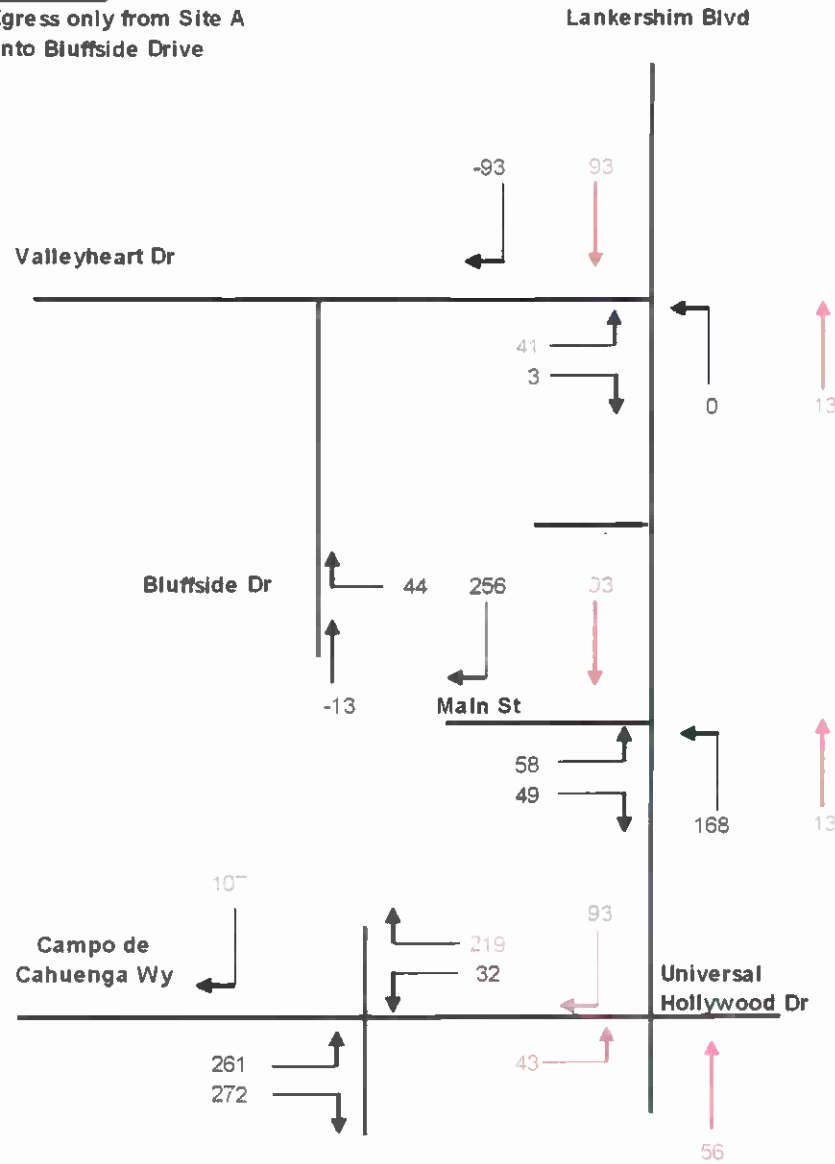 only from Site A
Bluffside Drive
Lankershim Blvd
-93 93
Valleyheart Dr
41
3
0 13
Bluffside Dr 44 256
-13
Main St
58
49
168 13
93
Campo de
Cahuenga Wy
219
32
Universal
Hollywood Dr
261
272
43
56